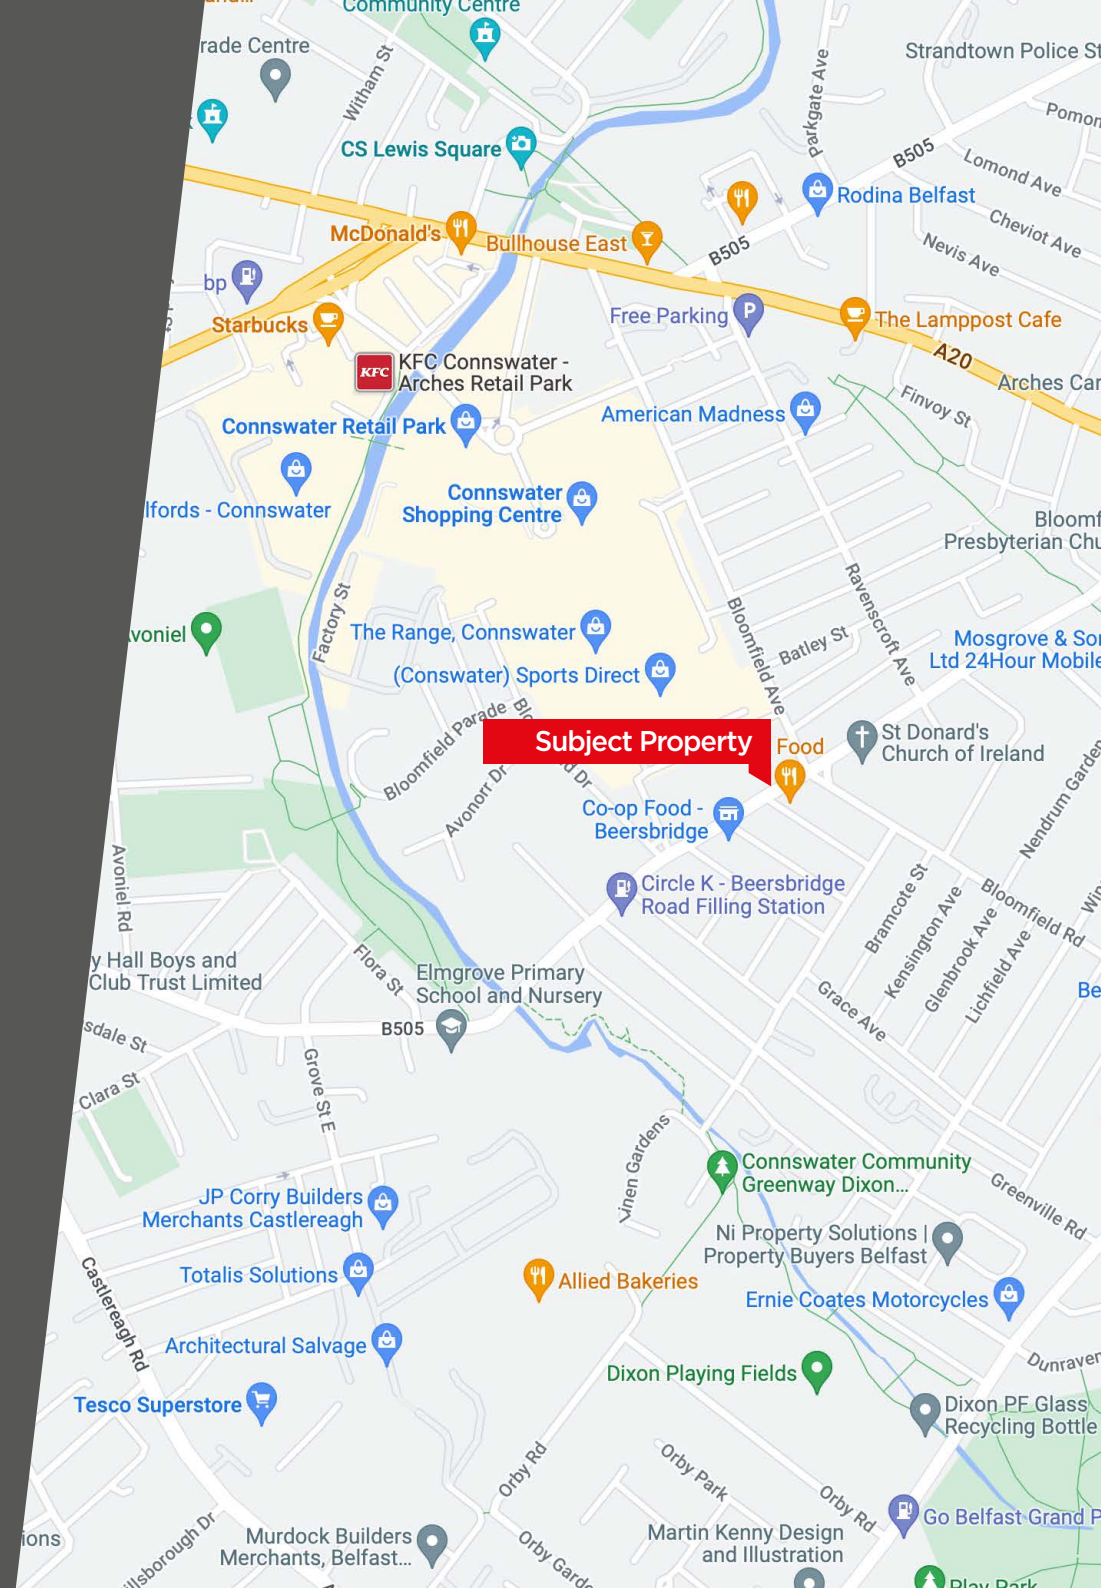 Community Centre
rade Centre
Witham St
Parkgate Ave
Strandtown Police St
Pomon
B505
CS Lewis Square
Lomond Ave
Rodina Belfast
Cheviot Ave
McDonald's
Bullhouse East
B505
Nevis Ave
bp
Starbucks
Free Parking
P
The Lamppost Cafe
A20
KFC
KFC Connswater -
Arches Retail Park
Arches Car
Finvoy St
Connswater Retail Park
American Madness
lfords - Connswater
Connswater
Shopping Centre
Bloomf
Presbyterian Chu
Factory St
Ravenscroft Ave
Bloomfield Ave
Batley St
voniel
The Range, Connswater
Mosgrove & Sor
Ltd 24Hour Mobile
(Conswater) Sports Direct
Bloomfield Parade
Subject Property
Food
St Donard's
Church of Ireland
Avonorr Dr
Nendrum Garden
Co-op Food -
Beersbridge
Avoniel Rd
Circle K - Beersbridge
Road Filling Station
Bramcote St
Kensington Ave
Glenbrook Ave
Lichfield Ave
Bloomfield Rd
Win
y Hall Boys and
Club Trust Limited
Flora St
Elmgrove Primary
School and Nursery
Grace Ave
Be
B505
sdale St
Clara St
Grove St E
Linen Gardens
Connswater Community
Greenway Dixon...
JP Corry Builders
Merchants Castlereagh
Greenville Rd
Ni Property Solutions |
Property Buyers Belfast
Castlereagh Rd
Totalis Solutions
Allied Bakeries
Ernie Coates Motorcycles
Architectural Salvage
Dunraven
Dixon Playing Fields
Tesco Superstore
Dixon PF Glass
Recycling Bottle
Orby Rd
Orby Park
Orby Rd
Go Belfast Grand P
ions
llsborough Dr
Murdock Builders
Merchants, Belfast...
Orby Garde
Martin Kenny Design
and Illustration
Play Park